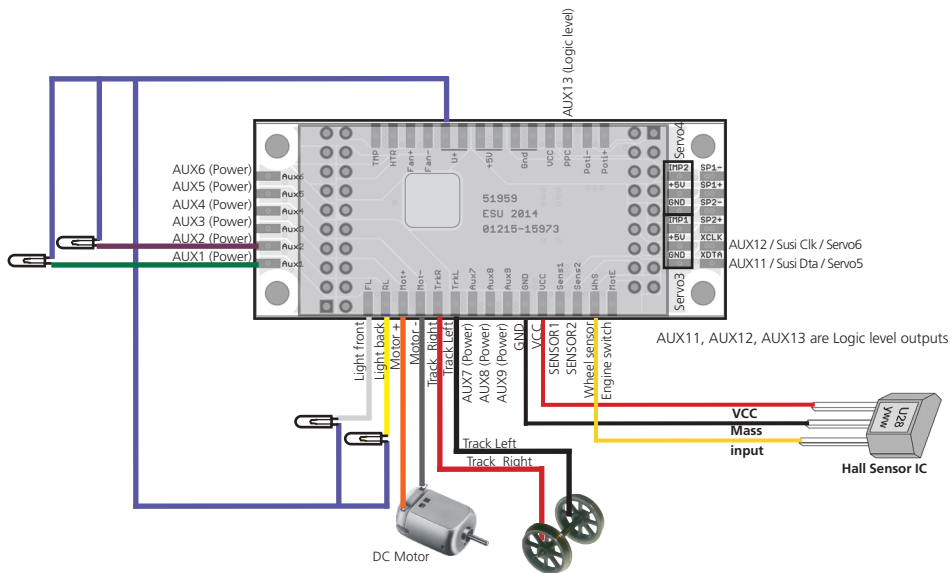 AUX13 (Logic level)
TMP
HTR
Fan+
Fan-
U+
+5V
Gnd
VCC
PPC
Poti-
Poti+
Servo4
AUX6 (Power)
AUX5 (Power)
AUX4 (Power)
AUX3 (Power)
AUX2 (Power)
AUX1 (Power)
Aux6
Aux5
Aux4
Aux3
Aux2
Aux1
51959
ESU 2014
01215-15973
IMP2
+5V
GND
IMP1
+5V
GND
SP1-
SP1+
SP2-
SP2+
XCLK
XDTA
AUX12 / Susi Clk / Servo6
AUX11 / Susi Dta / Servo5
Servo3
FL
RL
Mot+
Mot-
TrkR
TrkL
Aux7
Aux8
Aux9
GND
VCC
Sens1
Sens2
WhS
MotE
Light front
Light back
Motor +
Motor -
Track Right
Track Left
AUX7 (Power)
AUX8 (Power)
AUX9 (Power)
GND
VCC
SENSOR1
SENSOR2
Wheel sensor
Engine switch
AUX11, AUX12, AUX13 are Logic level outputs
VCC
Mass
input
U28
yww
Hall Sensor IC
Track Left
Track Right
DC Motor